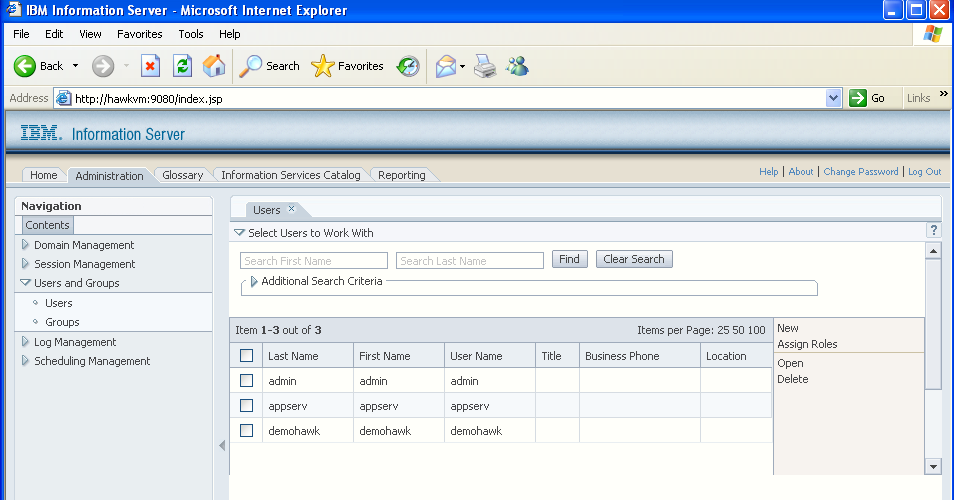 IBM Information Server - Microsoft Internet Explorer
File Edit View Favorites Tools Help
Back Search Favorites
Address http://hawkvm:9080/index.jsp Go Links »
IBM. Information Server
Home Administration Glossary Information Services Catalog Reporting Help | About | Change Password | Log Out
Navigation
Contents
Domain Management
Session Management
Users and Groups
Users
Groups
Log Management
Scheduling Management
Users ×
Select Users to Work With ?
Search First Name Search Last Name Find Clear Search
Additional Search Criteria
Item 1-3 out of 3 Items per Page: 25 50 100
Last Name First Name User Name Title Business Phone Location
admin admin admin
appserv appserv appserv
demohawk demohawk demohawk
New
Assign Roles
Open
Delete